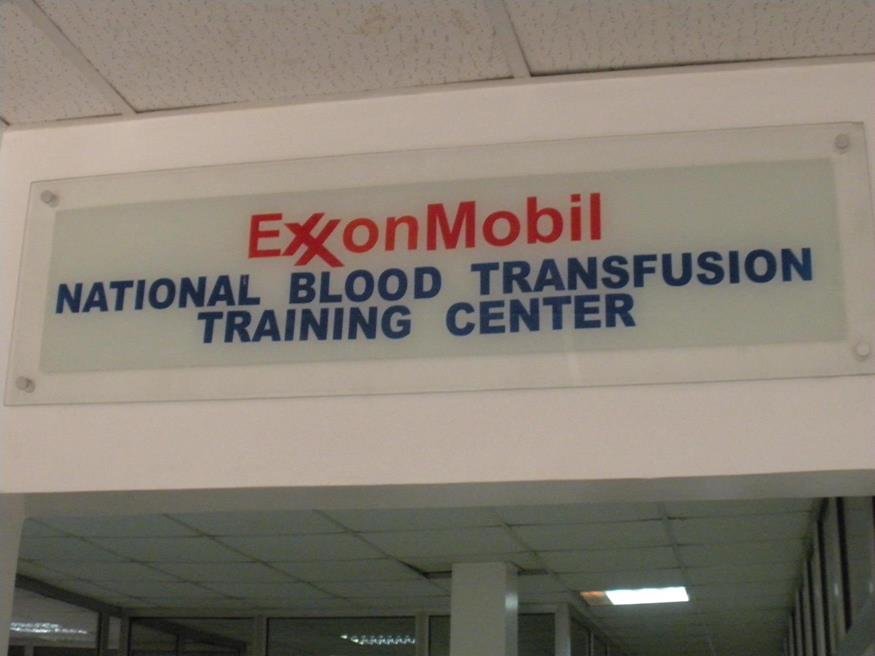 ExxonMobil
NATIONAL BLOOD TRANSFUSION
TRAINING CENTER